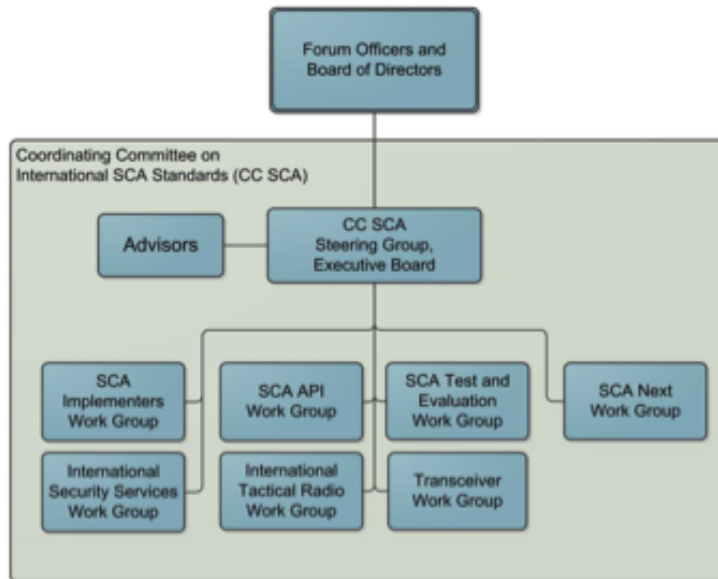 Forum Officers and
Board of Directors
Coordinating Committee on
International SCA Standards (CC SCA)
Advisors
CC SCA
Steering Group,
Executive Board
SCA
Implementers
Work Group
SCA API
Work Group
SCA Test and
Evaluation
Work Group
SCA Next
Work Group
International
Security Services
Work Group
International
Tactical Radio
Work Group
Transceiver
Work Group